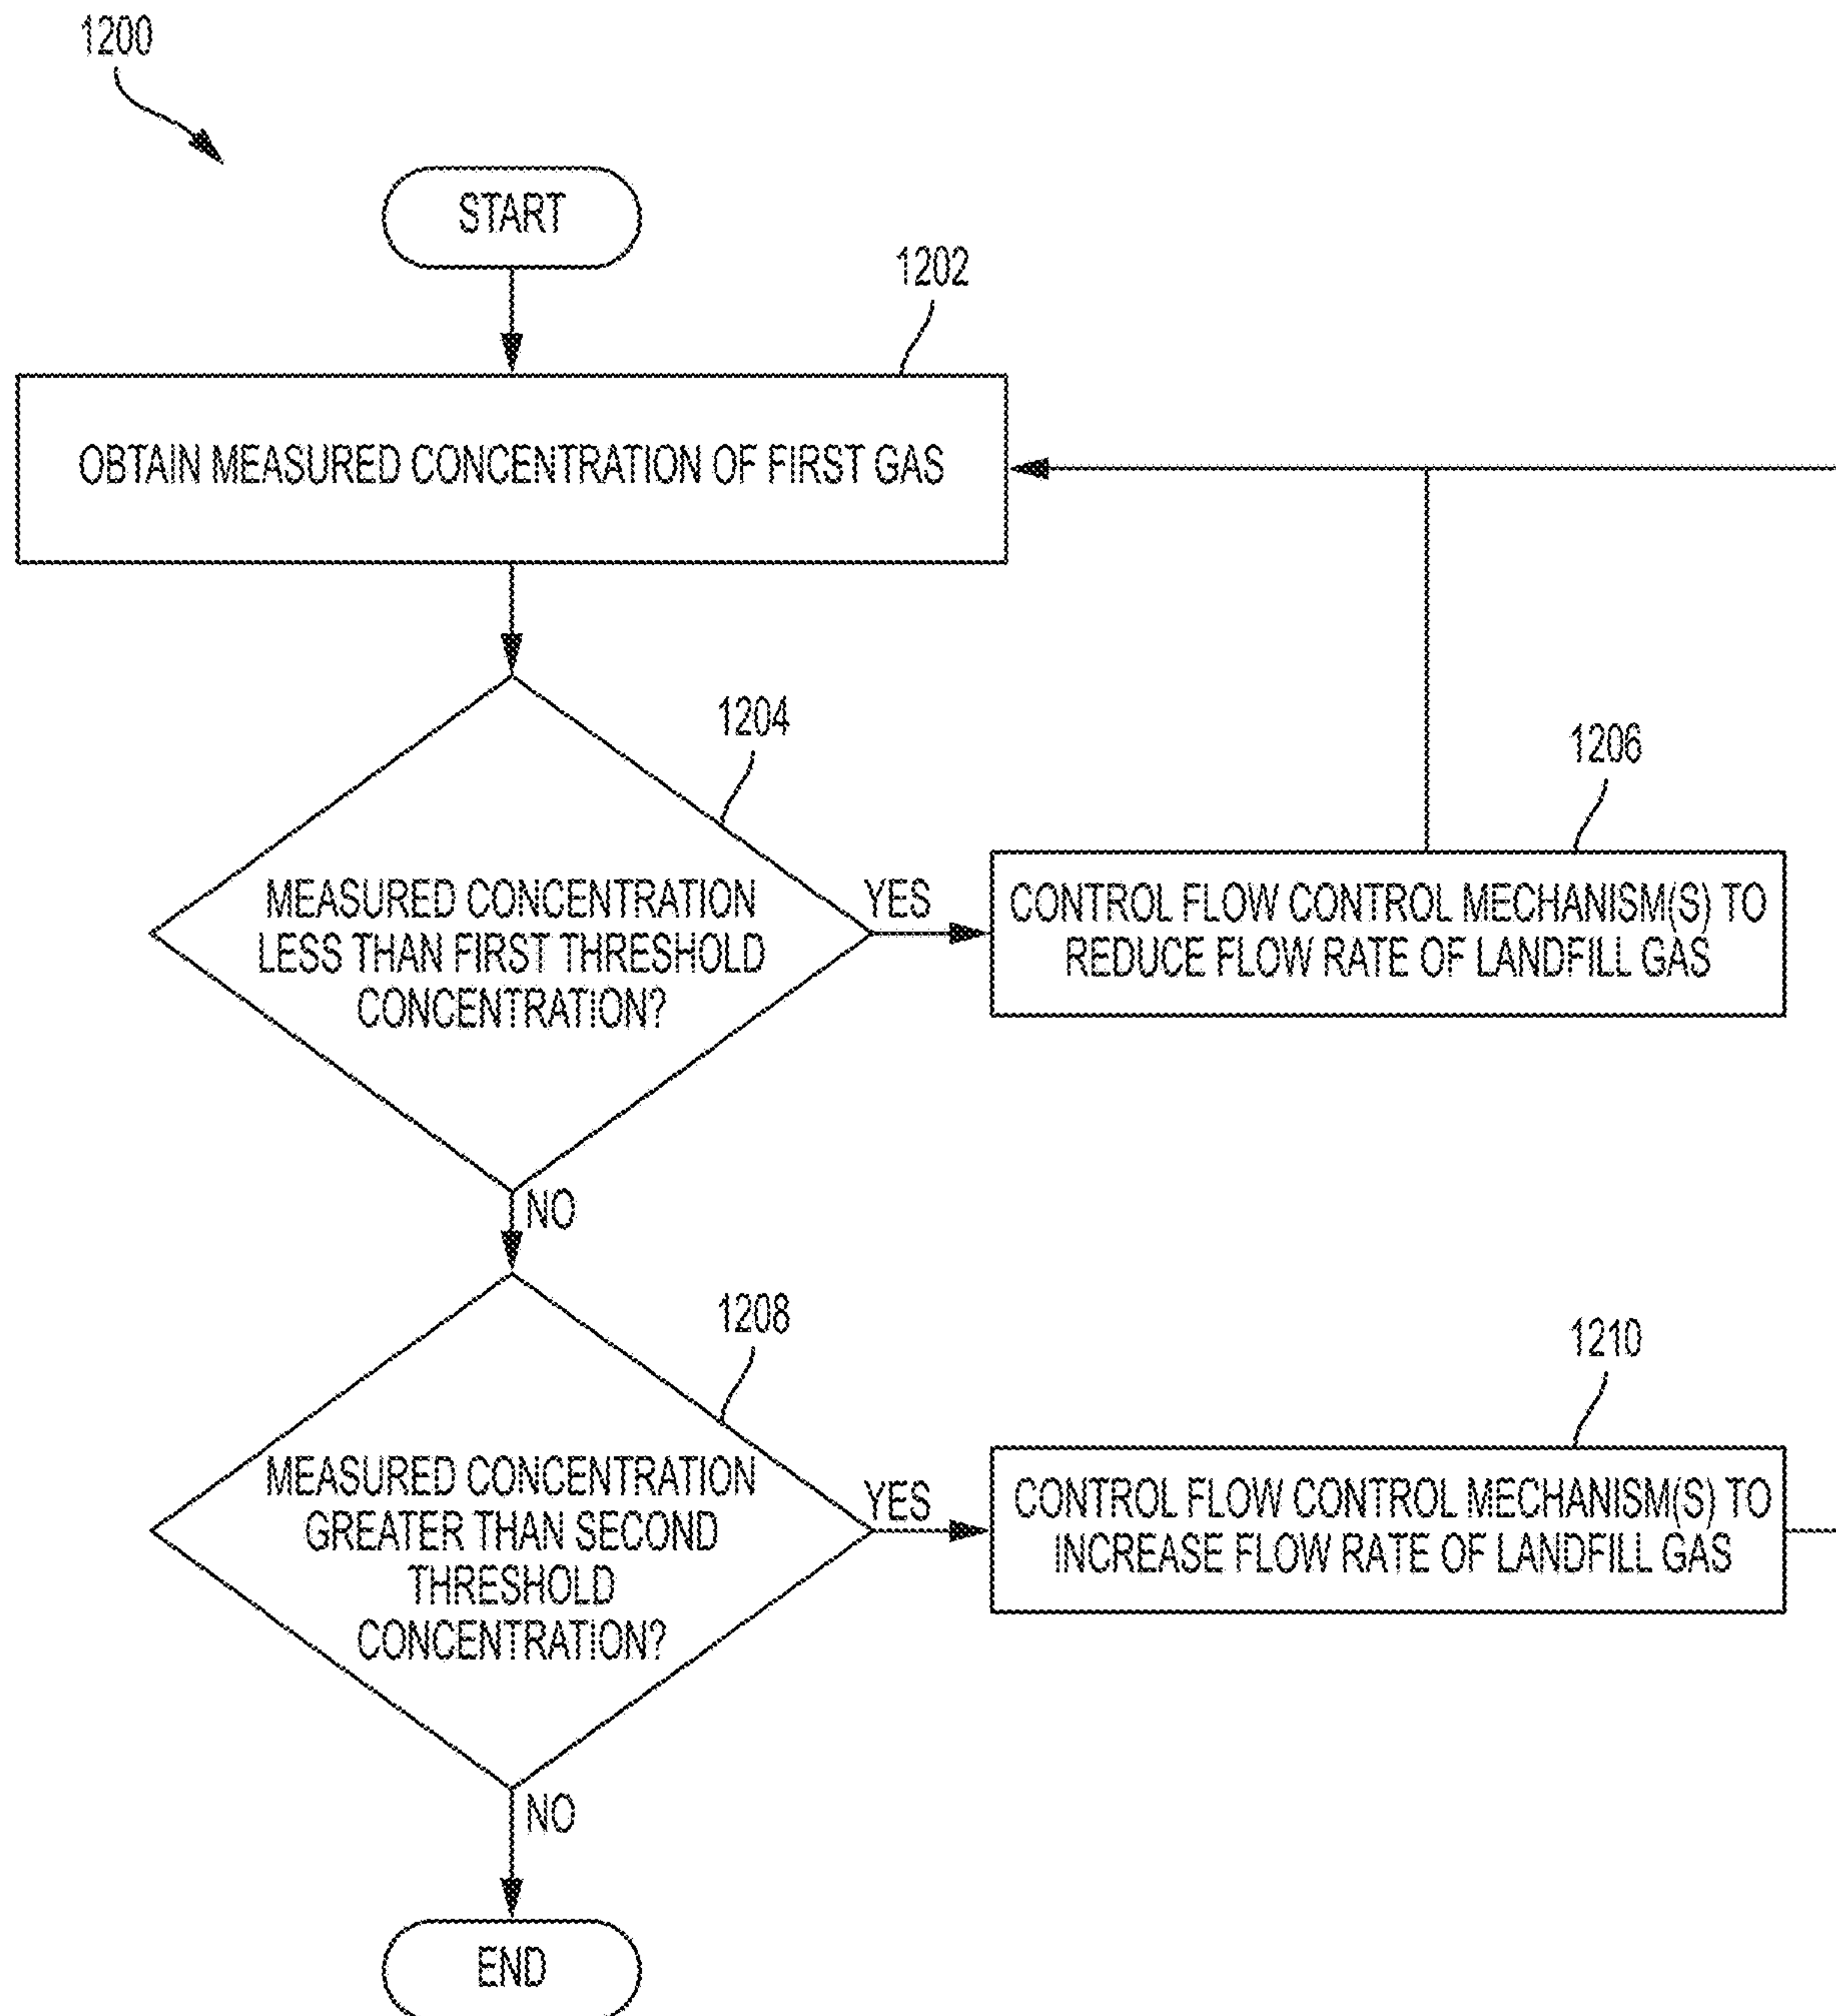 1200
START
1202
OBTAIN MEASURED CONCENTRATION OF FIRST GAS
1204
MEASURED CONCENTRATION
LESS THAN FIRST THRESHOLD
CONCENTRATION?
YES
1206
CONTROL FLOW CONTROL MECHANISM(S) TO
REDUCE FLOW RATE OF LANDFILL GAS
NO
1208
MEASURED CONCENTRATION
GREATER THAN SECOND
THRESHOLD
CONCENTRATION?
YES
1210
CONTROL FLOW CONTROL MECHANISM(S) TO
INCREASE FLOW RATE OF LANDFILL GAS
NO
END